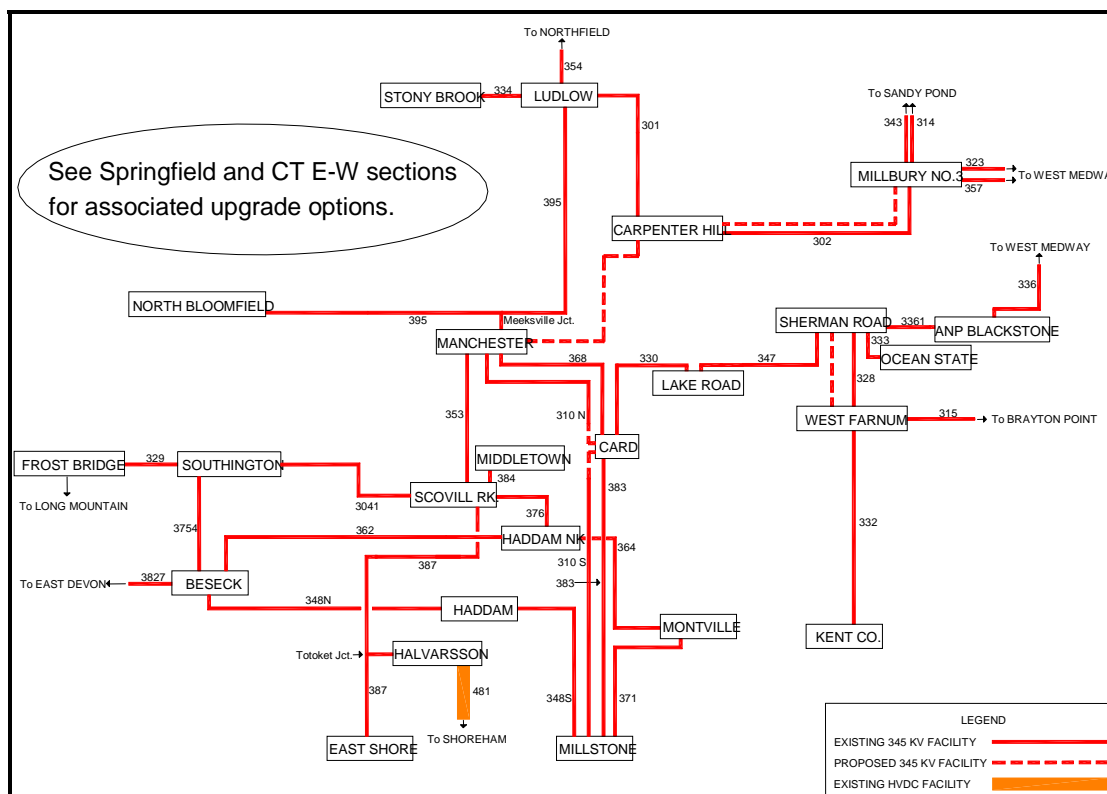 To NORTHFIELD
354
STONY BROOK
334
LUDLOW
To SANDY POND
301
343
314
See Springfield and CT E-W sections
for associated upgrade options.
323
MILLBURY NO.3
To WEST MEDWA
357
395
CARPENTER HILL
302
To WEST MEDWAY
336
NORTH BLOOMFIELD
395
Meeksville Jct.
SHERMAN ROAD
3361
ANP BLACKSTONE
MANCHESTER
333
OCEAN STATE
368
330
347
LAKE ROAD
328
353
310 N
WEST FARNUM
315
To BRAYTON POINT
CARD
MIDDLETOWN
FROST BRIDGE
329
SOUTHINGTON
384
383
SCOVILL RK.
To LONG MOUNTAIN
3041
376
3754
362
HADDAM NK
332
364
387
310 S
To EAST DEVON
3827
BESECK
383
348N
HADDAM
MONTVILLE
KENT CO.
Totoket Jct.
HALVARSSON
387
481
348S
371
LEGEND
To SHOREHAM
EAST SHORE
MILLSTONE
EXISTING 345 KV FACILITY
PROPOSED 345 KV FACILITY
EXISTING HVDC FACILITY